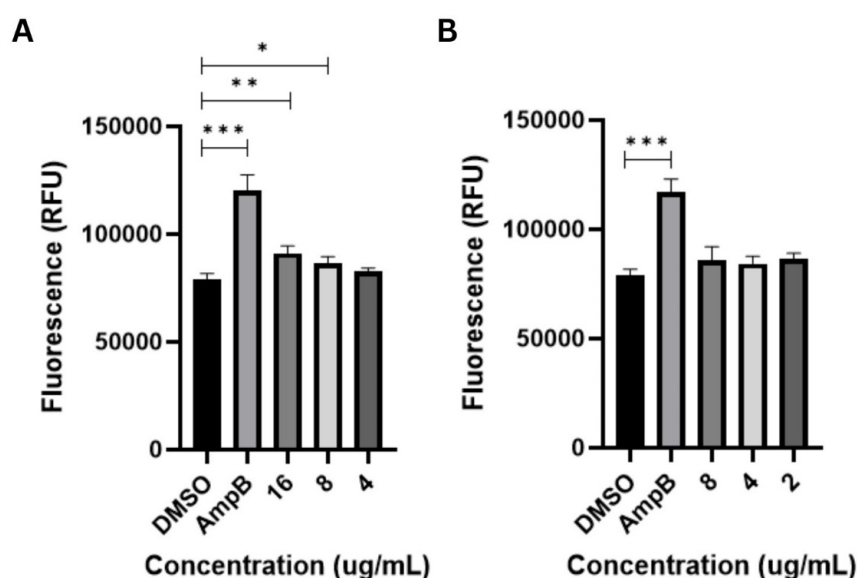 A
*
**
***
150000
100000
50000
0
Fluorescence (RFU)
DMSO
AmpB
16
8
4
Concentration (ug/mL)
B
***
150000
100000
50000
0
Fluorescence (RFU)
DMSO
AmpB
8
4
2
Concentration (ug/mL)